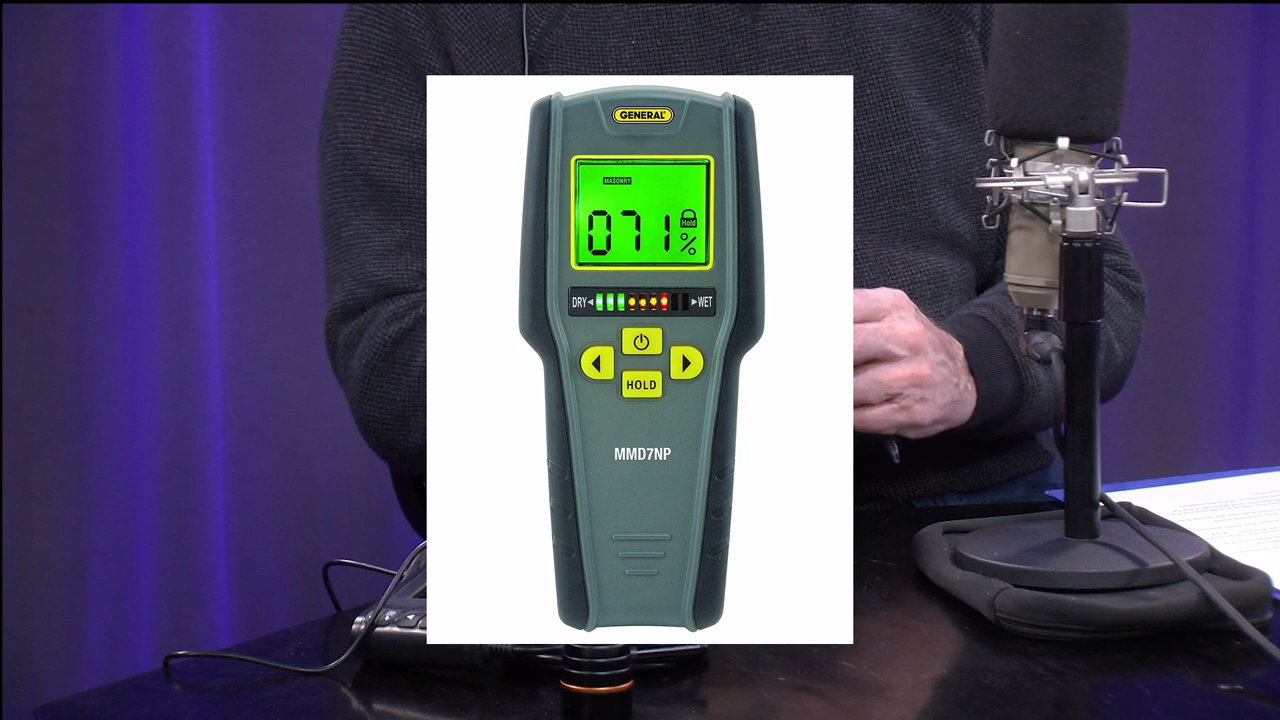 GENERAL
MASONRY
071 Hold %
DRY WET
HOLD
MMD7NP